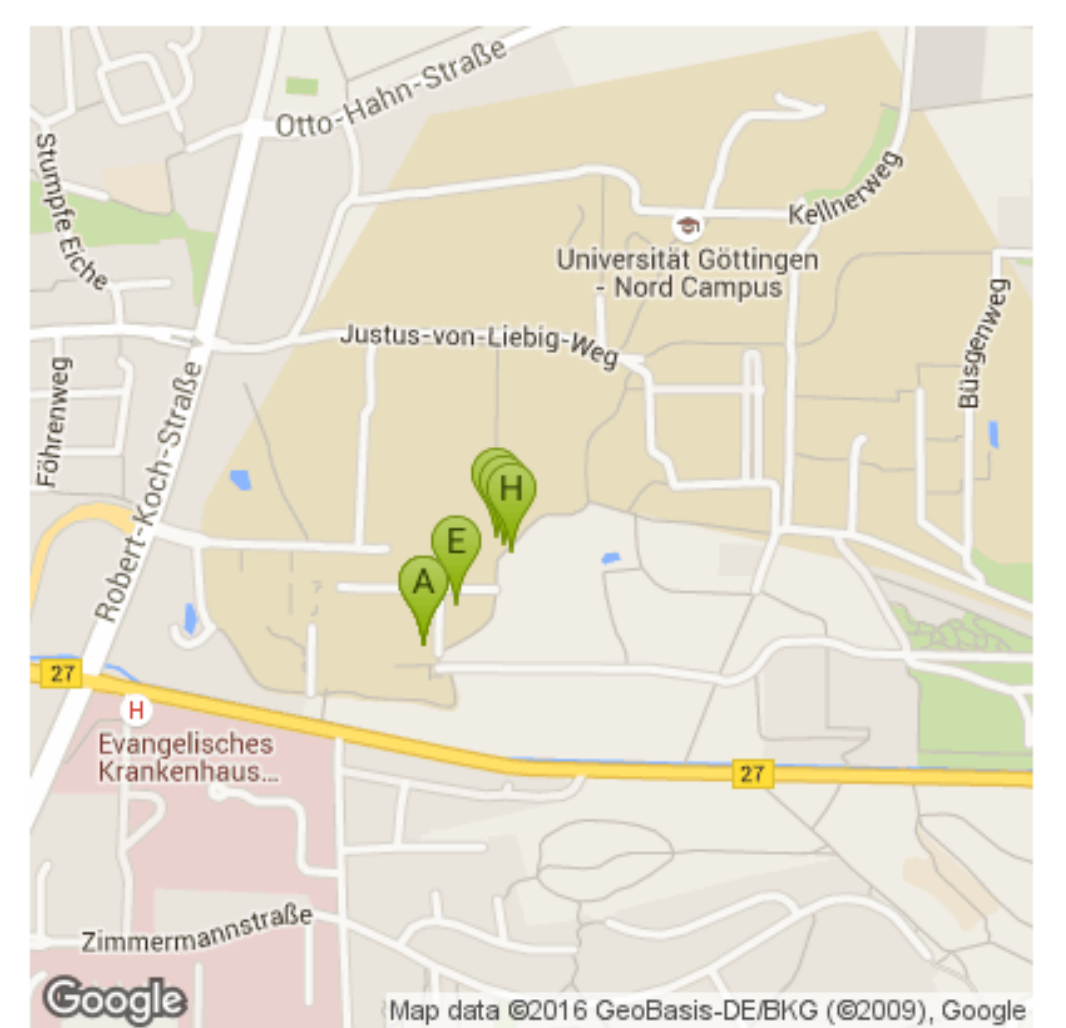 Otto-Hahn-Straße
Stumpfe Eiche
Kellnerweg
Universität Göttingen
- Nord Campus
Büsgenweg
Justus-von-Liebig-Weg
Föhrenweg
Robert-Koch-Straße
H
E
A
27
H
Evangelisches
Krankenhaus...
27
Zimmermannstraße
Google
Map data ©2016 GeoBasis-DE/BKG (©2009), Google